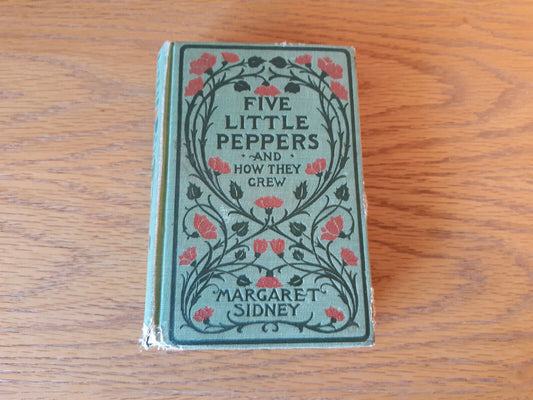 FIVE
LITTLE
PEPPERS
AND
HOW THEY
GREW
MARGARET
SIDNEY